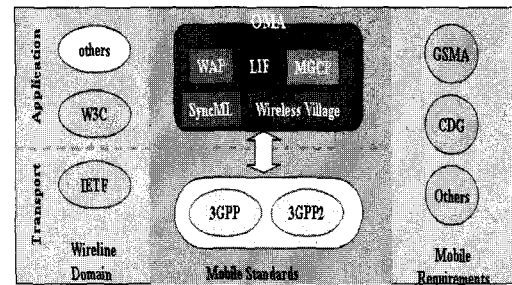 OMA
others
WAP LIF MGCF
GSMA
Application
W3C
SyncML Wireless Village
CDG
IETF
3GPP 3GPP2
Others
Transport
Wireline
Domain
Mobile Standards
Mobile
Requirements